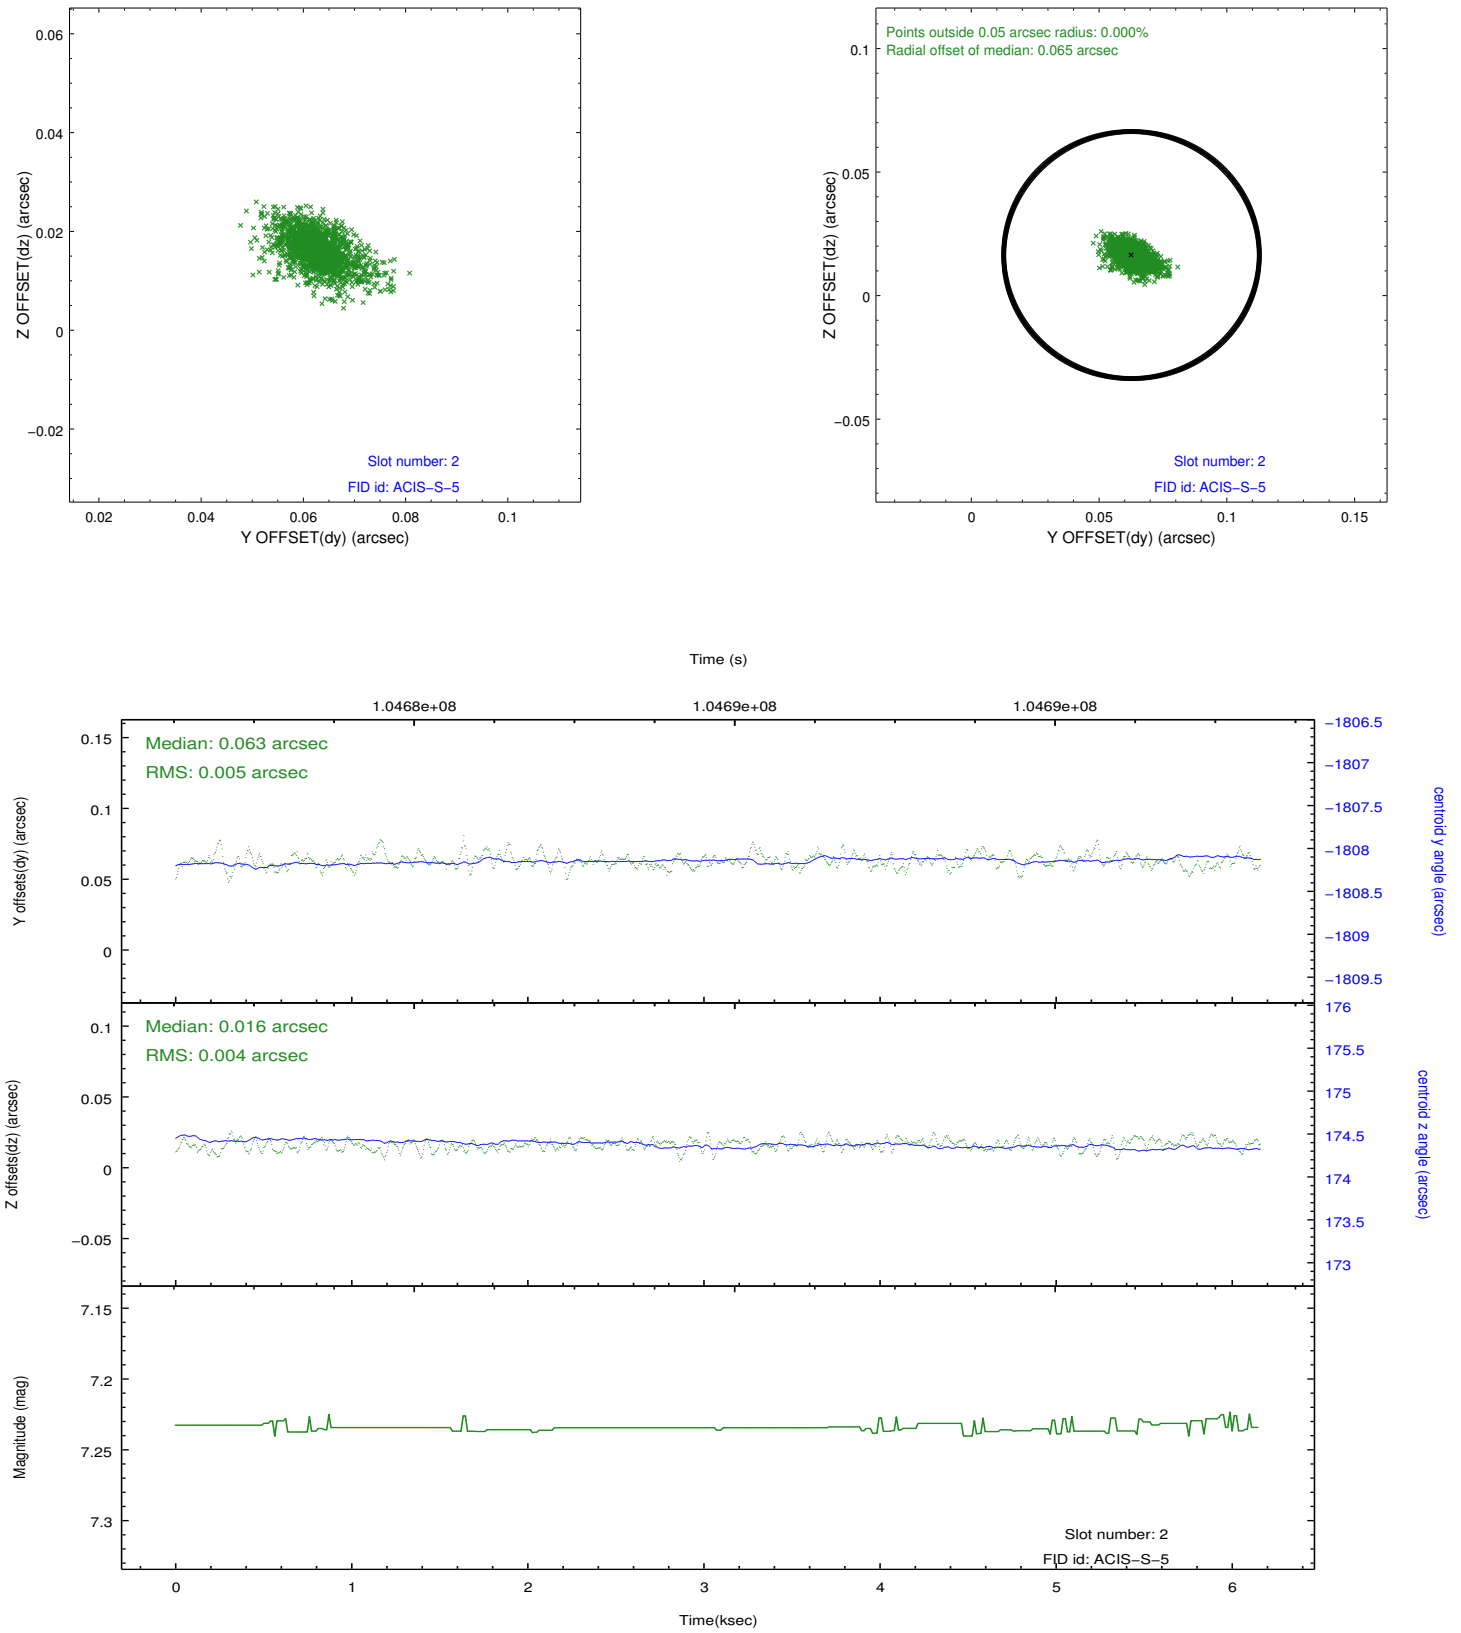 0.06
0.04
0.02
0
−0.02
Z OFFSET(dz) (arcsec)
Slot number: 2
FID id: ACIS−S−5
0.02
0.04
0.06
0.08
0.1
Y OFFSET(dy) (arcsec)
Points outside 0.05 arcsec radius: 0.000%
Radial offset of median: 0.065 arcsec
0.1
0.05
0
−0.05
Z OFFSET(dz) (arcsec)
Slot number: 2
FID id: ACIS−S−5
0
0.05
0.1
0.15
Y OFFSET(dy) (arcsec)
Time (s)
1.0468e+08
1.0469e+08
1.0469e+08
Median: 0.063 arcsec
RMS: 0.005 arcsec
0.15
0.1
0.05
0
Y offsets(dy) (arcsec)
−1806.5
−1807
−1807.5
−1808
−1808.5
−1809
−1809.5
centroid y angle (arcsec)
Median: 0.016 arcsec
RMS: 0.004 arcsec
0.1
0.05
0
−0.05
Z offsets(dz) (arcsec)
176
175.5
175
174.5
174
173.5
173
centroid z angle (arcsec)
7.15
7.2
7.25
7.3
Magnitude (mag)
Slot number: 2
FID id: ACIS−S−5
0
1
2
3
4
5
6
Time(ksec)